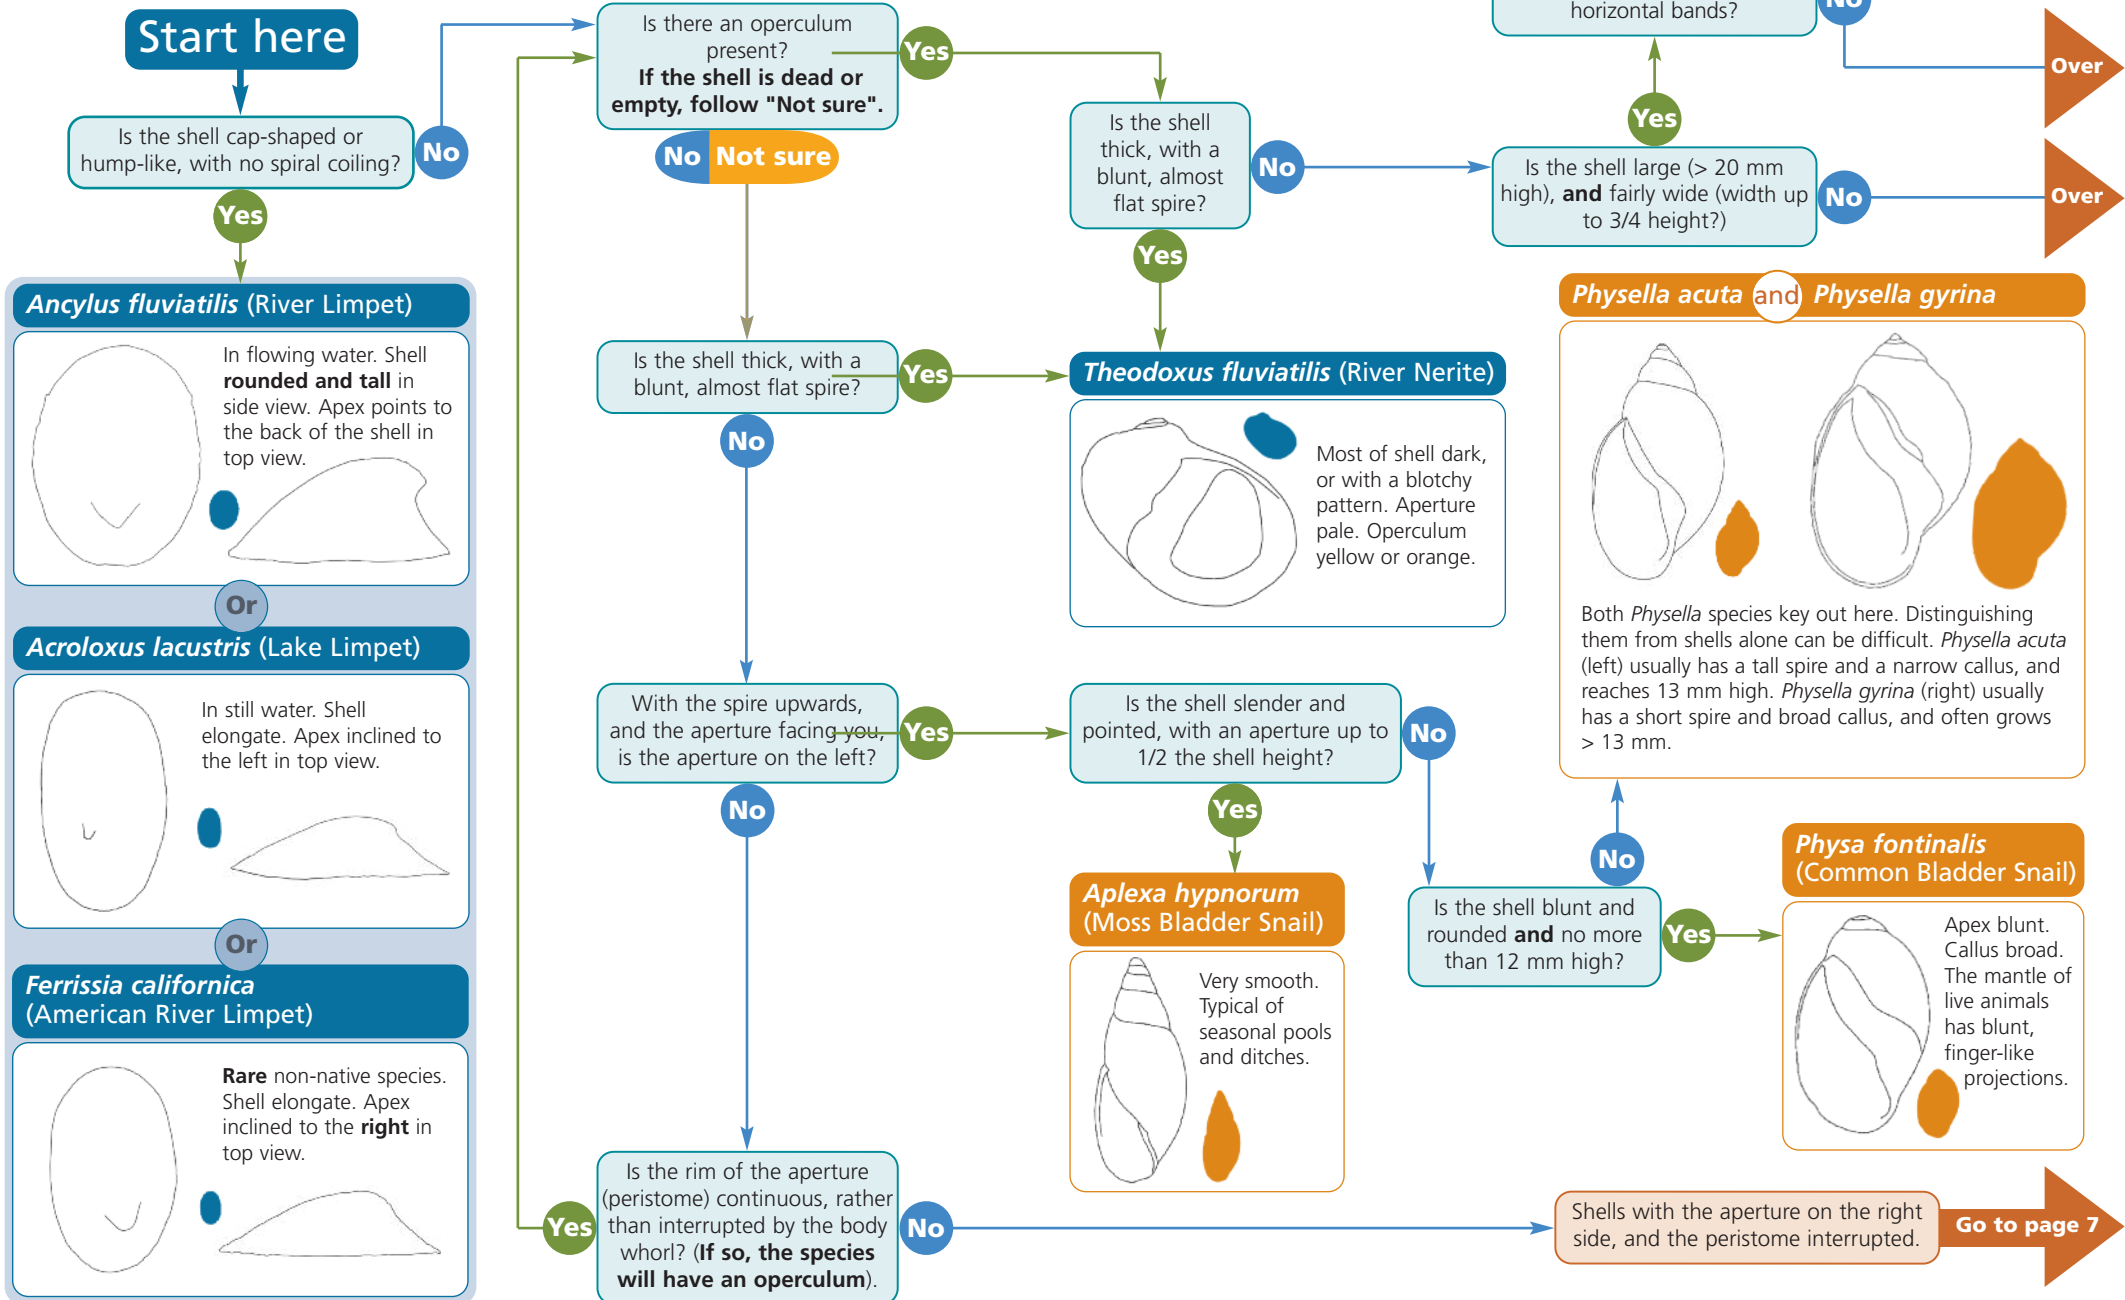 Start here
Is the shell cap-shaped or
hump-like, with no spiral coiling?
No
Yes
Ancylus fluviatilis (River Limpet)
In flowing water. Shell
rounded and tall in
side view. Apex points to
the back of the shell in
top view.
Or
Acroloxus lacustris (Lake Limpet)
In still water. Shell
elongate. Apex inclined to
the left in top view.
Or
Ferrissia californica
(American River Limpet)
Rare non-native species.
Shell elongate. Apex
inclined to the right in
top view.
Is there an operculum
present?
If the shell is dead or
empty, follow "Not sure".
Yes
No Not sure
Is the shell thick, with a
blunt, almost flat spire?
Yes
No
With the spire upwards,
and the aperture facing you,
is the aperture on the left?
Yes
No
Is the rim of the aperture
(peristome) continuous, rather
than interrupted by the body
whorl? (If so, the species
will have an operculum).
Yes
No
Is the shell
thick, with a
blunt, almost
flat spire?
No
Yes
Theodoxus fluviatilis (River Nerite)
Most of shell dark,
or with a blotchy
pattern. Aperture
pale. Operculum
yellow or orange.
Is the shell slender and
pointed, with an aperture up to
1/2 the shell height?
No
Yes
Aplexa hypnorum
(Moss Bladder Snail)
Very smooth.
Typical of
seasonal pools
and ditches.
horizontal bands?
No
Over
Yes
Is the shell large (> 20 mm
high), and fairly wide (width up
to 3/4 height?)
No
Over
Physella acuta and Physella gyrina
Both Physella species key out here. Distinguishing
them from shells alone can be difficult. Physella acuta
(left) usually has a tall spire and a narrow callus, and
reaches 13 mm high. Physella gyrina (right) usually
has a short spire and broad callus, and often grows
> 13 mm.
No
Is the shell blunt and
rounded and no more
than 12 mm high?
Yes
Physa fontinalis
(Common Bladder Snail)
Apex blunt.
Callus broad.
The mantle of
live animals
has blunt,
finger-like
projections.
Shells with the aperture on the right
side, and the peristome interrupted.
Go to page 7